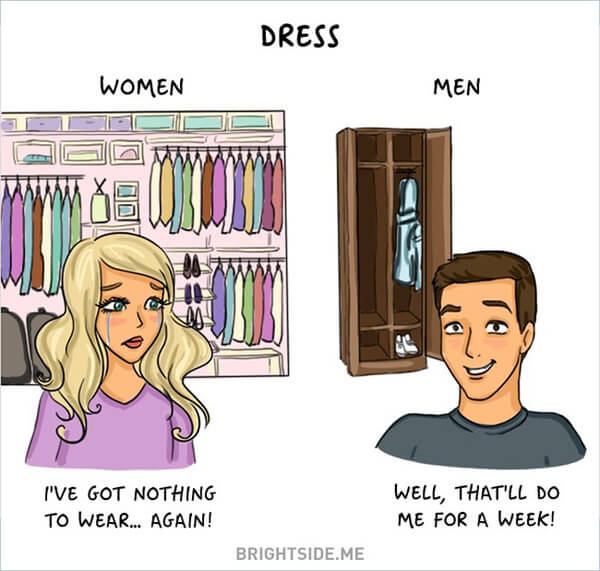 DRESS
WOMEN
MEN
I'VE GOT NOTHING
TO WEAR... AGAIN!
WELL, THAT'LL DO
ME FOR A WEEK!
BRIGHTSIDE.ME